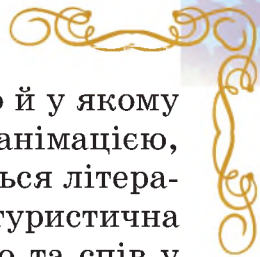 й у якому
анімацією,
ься літера-
туристична
та спів у